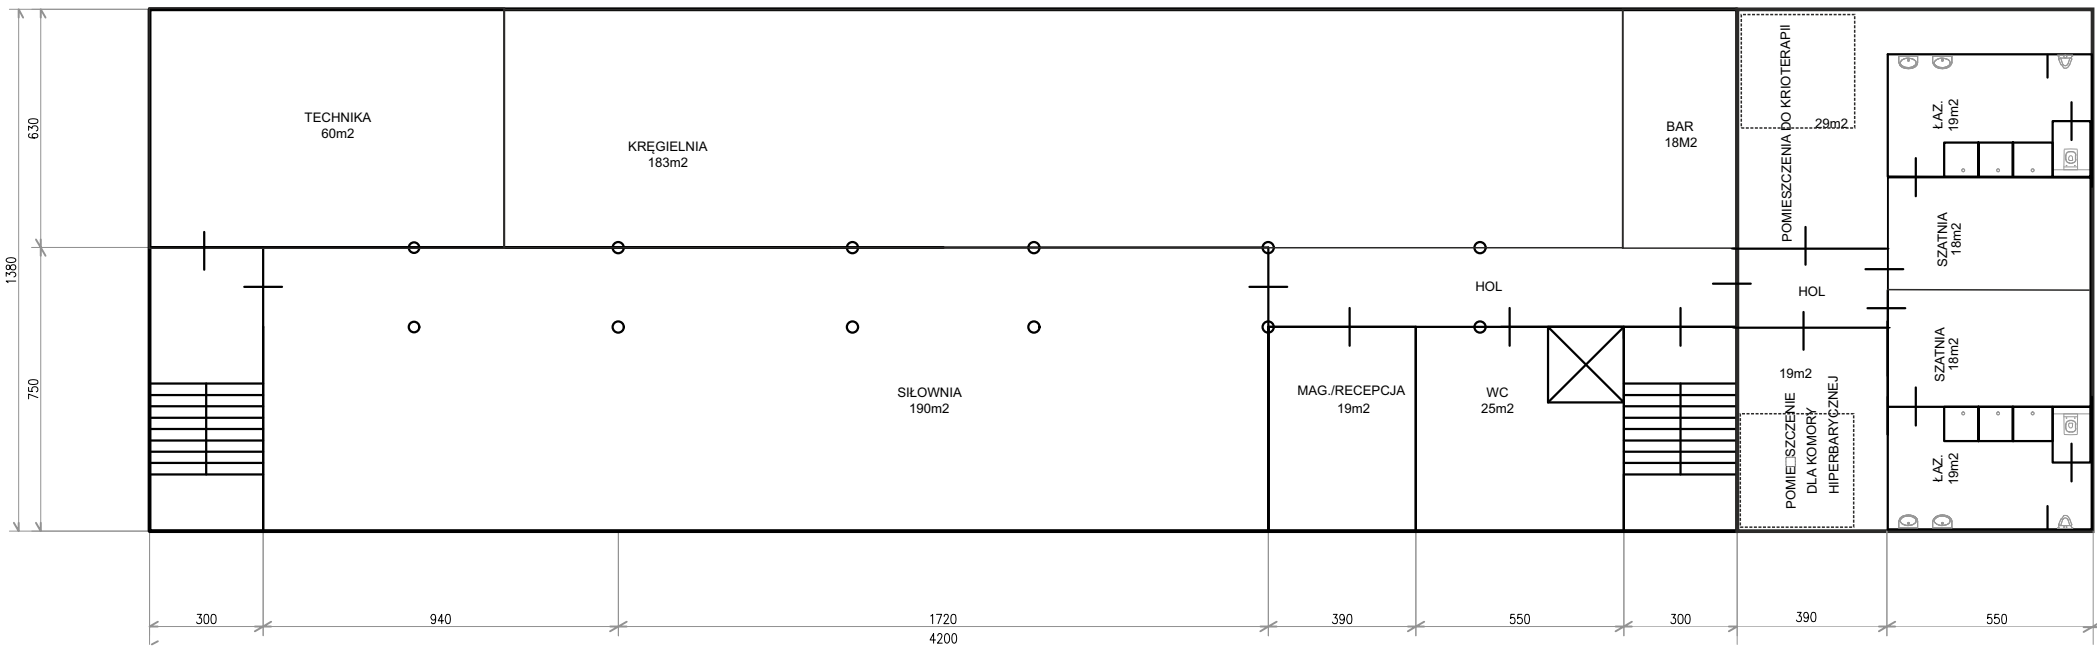 TECHNIKA
60m2
KRĘGIELNIA
183m2
BAR
18M2
POMIESZCZENIA DO KRIOTERAPII
29m2
ŁAZ.
19m2
SZATNIA
18m2
HOL
HOL
SZATNIA
18m2
SIŁOWNIA
190m2
MAG./RECEPCJA
19m2
WC
25m2
19m2
POMIE□SZCZENIE
DLA KOMORY
HIPERBARYCZNEJ
ŁAZ.
19m2
630
1380
750
300
940
1720
390
550
300
390
550
4200